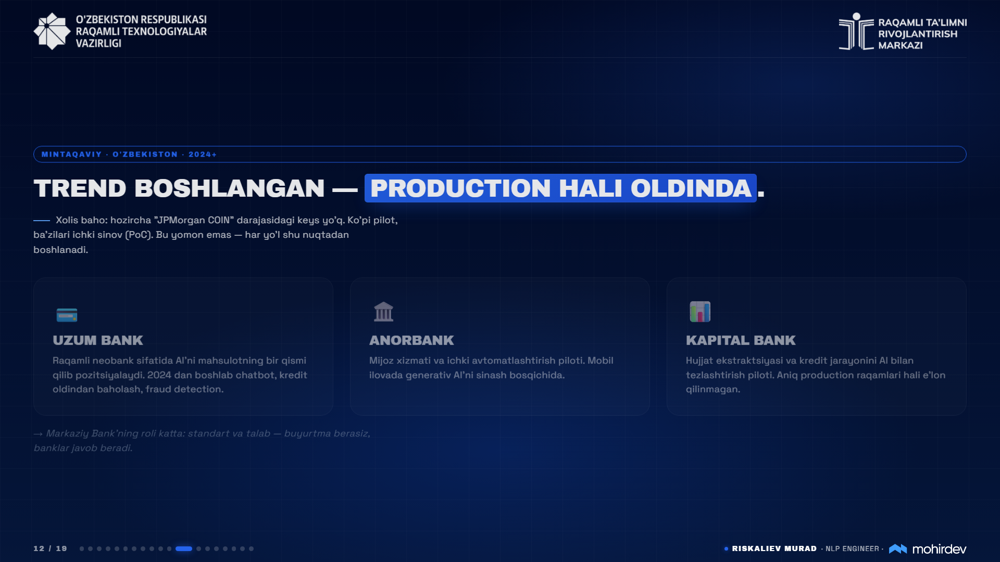 O'ZBEKISTON RESPUBLIKASI
RAQAMLI TEXNOLOGIYALAR
VAZIRLIGI
RAQAMLI TA'LIMNI
RIVOJLANTIRISH
MARKAZI
MINTAQAVIY · O'ZBEKISTON · 2024+
TREND BOSHLANGAN — PRODUCTION HALI OLDINDA.
Xolis baho: hozircha "JPMorgan COIN" darajasidagi keys yo'q. Ko'pi pilot,
ba'zilari ichki sinov (PoC). Bu yomon emas — har yo'l shu nuqtadan
boshlanadi.
UZUM BANK
Raqamli neobank sifatida AI'ni mahsulotning bir qismi
qilib pozitsiyalaydi. 2024 dan boshlab chatbot, kredit
oldindan baholash, fraud detection.
ANORBANK
Mijoz xizmati va ichki avtomatlashtirish piloti. Mobil
ilovada generativ AI'ni sinash bosqichida.
KAPITAL BANK
Hujjat ekstraktsiyasi va kredit jarayonini AI bilan
tezlashtirish piloti. Aniq production raqamlari hali e'lon
qilinmagan.
→ Markaziy Bank'ning roli katta: standart va talab — buyurtma berasiz,
banklar javob beradi.
12 / 19
RISKALIEV MURAD · NLP ENGINEER · mohirdev